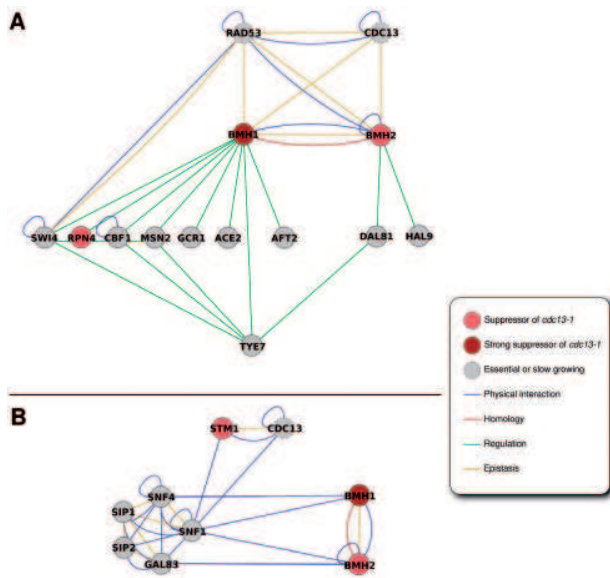 A
RAD53 CDC13
BMH1 BMH2
SWI4 RPN4 CBF1 MSN2 GCR1 ACE2 AFT2 DAL81 HAL9
TYE7
Suppressor of cdc13-1
Strong suppressor of cdc13-1
Essential or slow growing
Physical interaction
Homology
Regulation
Epistasis
B
STM1 CDC13
SNF4 BMH1
SIP1
SNF1
SIP2
GAL83 BMH2